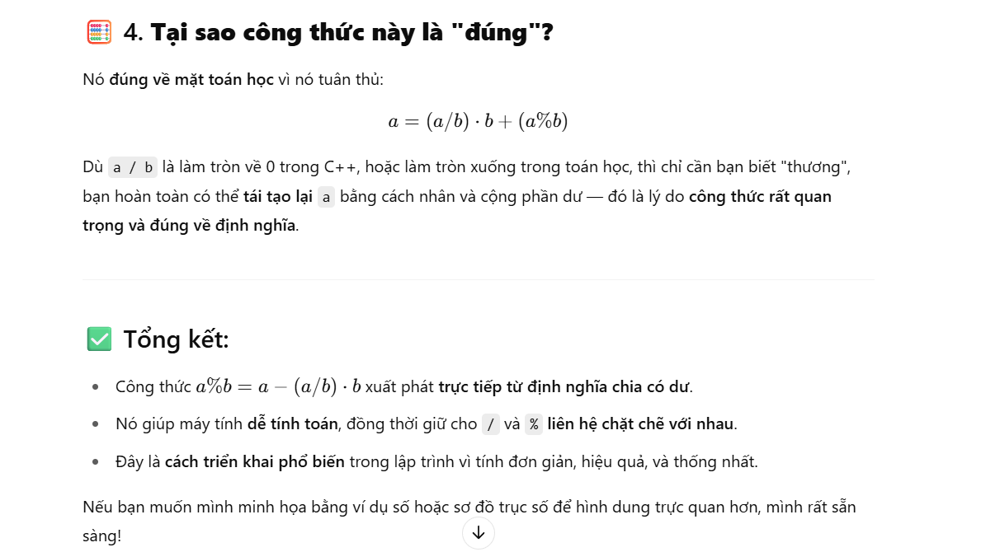 🧮 4. Tại sao công thức này là "đúng"?
Nó đúng về mặt toán học vì nó tuân thủ:
a = (a/b) · b + (a%b)
Dù a / b là làm tròn về 0 trong C++, hoặc làm tròn xuống trong toán học, thì chỉ cần bạn biết "thương",
bạn hoàn toàn có thể tái tạo lại a bằng cách nhân và cộng phần dư — đó là lý do công thức rất quan
trọng và đúng về định nghĩa.
✅ Tổng kết:
• Công thức a%b = a − (a/b) · b xuất phát trực tiếp từ định nghĩa chia có dư.
• Nó giúp máy tính dễ tính toán, đồng thời giữ cho / và % liên hệ chặt chẽ với nhau.
• Đây là cách triển khai phổ biến trong lập trình vì tính đơn giản, hiệu quả, và thống nhất.
Nếu bạn muốn mình minh họa bằng ví dụ số hoặc sơ đồ trục số để hình dung trực quan hơn, mình rất sẵn
sàng!